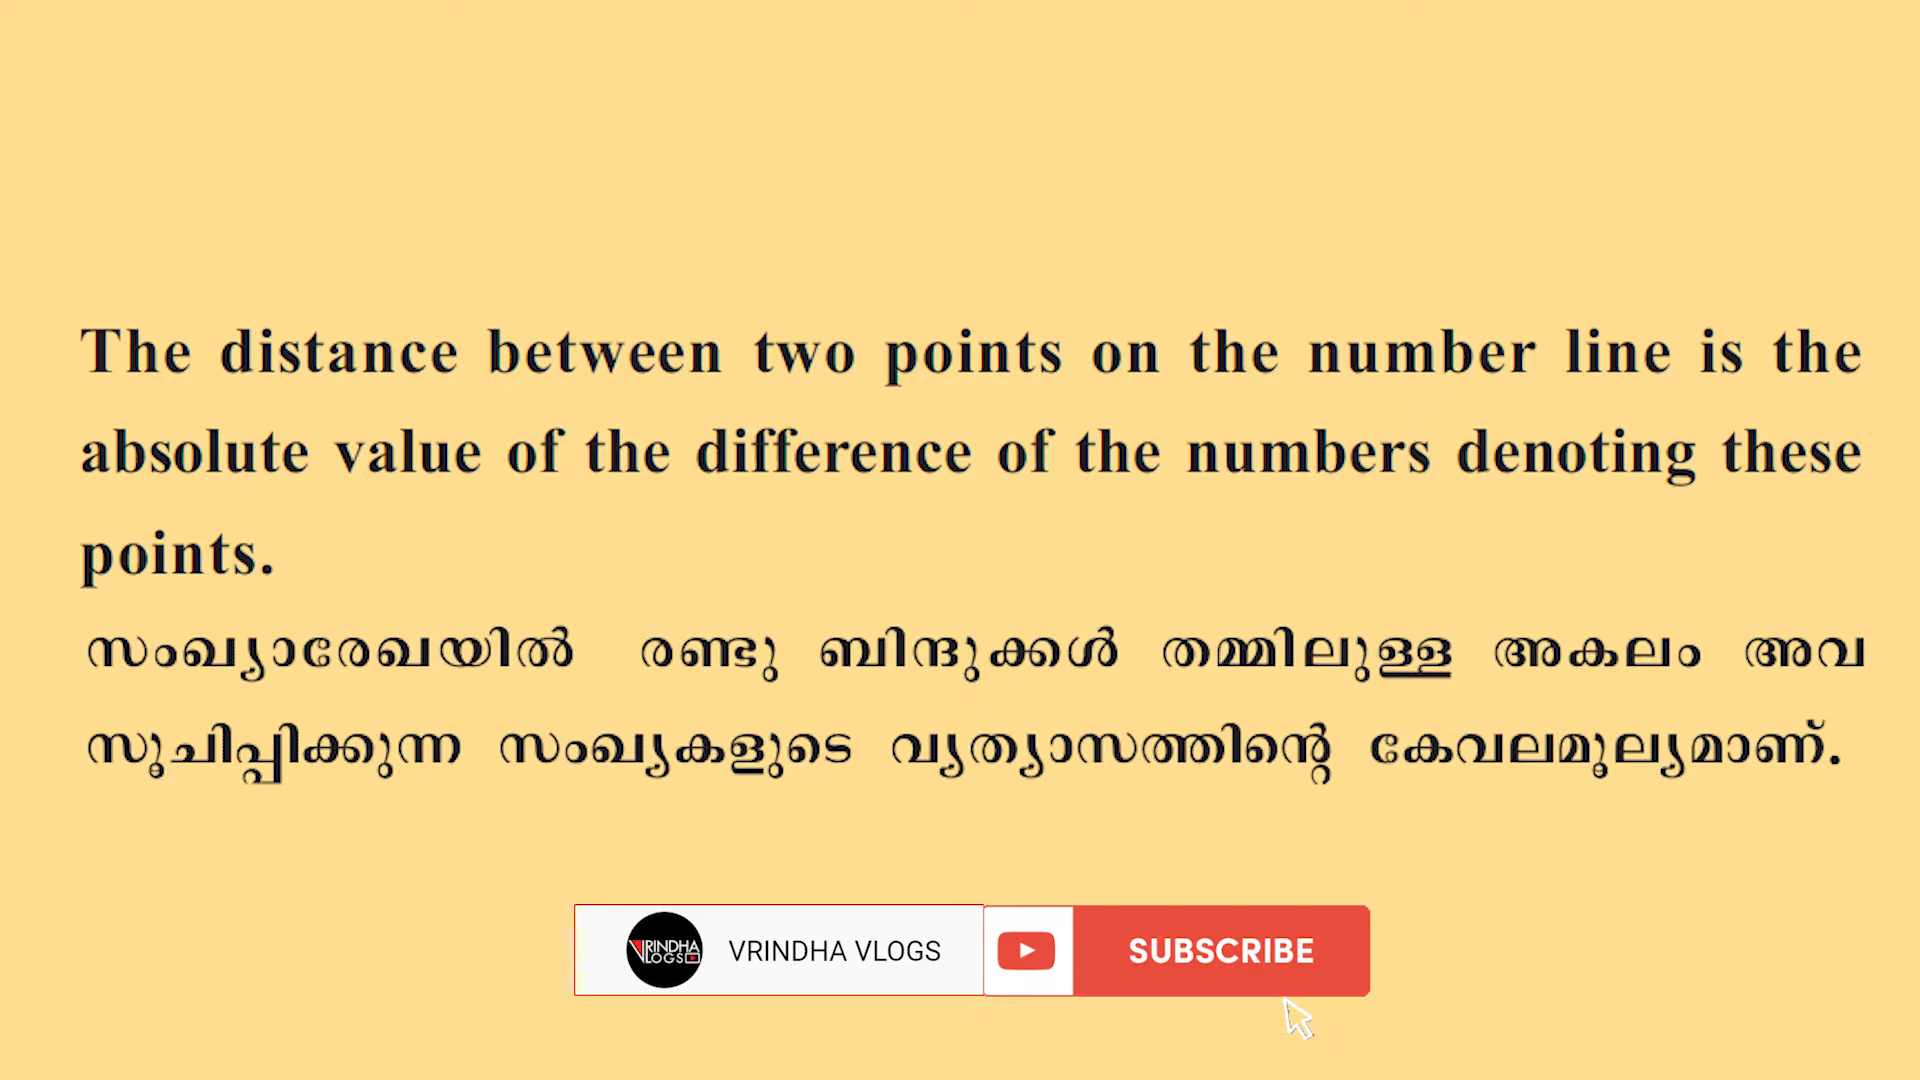 The distance between two points on the number line is the
absolute value of the difference of the numbers denoting these
points.
സംഖ്യാരേഖയിൽ രണ്ടു ബിന്ദുക്കൾ തമ്മിലുള്ള അകലം അവ
സൂചിപ്പിക്കുന്ന സംഖ്യകളുടെ വ്യത്യാസത്തിന്റെ കേവലമൂല്യമാണ്.
VRINDHA
VLOGS
VRINDHA VLOGS
SUBSCRIBE